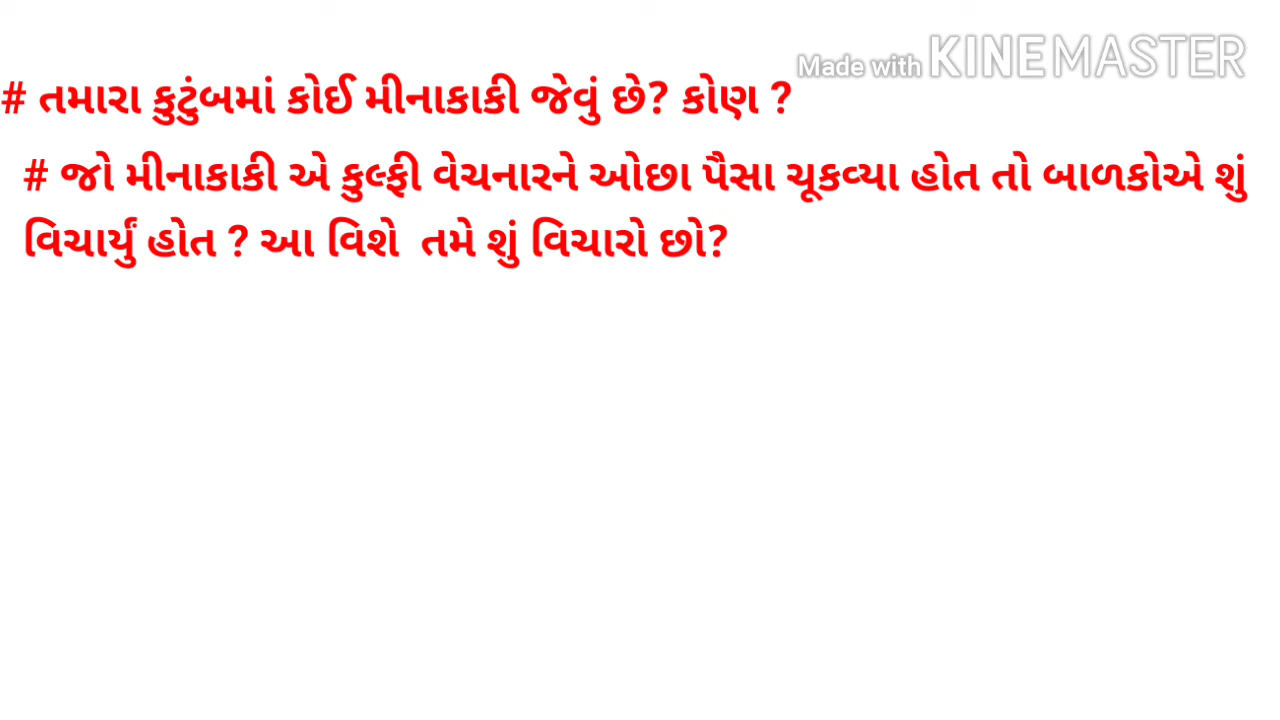 Made with KINEMASTER
# તમારા કુટુંબમાં કોઈ મીનાકાકી જેવું છે? કોણ ?
# જો મીનાકાકી એ કુલ્ફી વેચનારને ઓછા પૈસા ચૂકવ્યા હોત તો બાળકોએ શું
વિચાર્યું હોત ? આ વિશે તમે શું વિચારો છો?